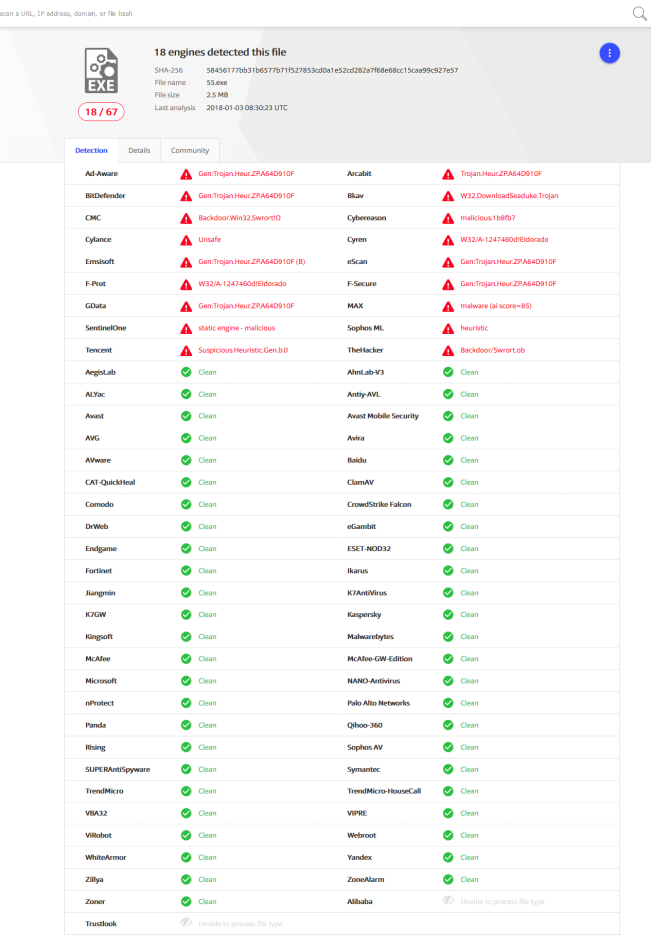 scan a URL, IP address, domain, or file hash
18 engines detected this file
SHA-256 58456177bb31b6577b71f527853cd0a1e52cd282a7f68e68cc15caa99c927e57
File name 55.exe
File size 2.5 MB
Last analysis 2018-01-03 08:30:23 UTC
EXE
18 / 67
Detection Details Community
Ad-Aware Gen:Trojan.Heur.ZP.A64D910F Arcabit Trojan.Heur.ZP.A64D910F
BitDefender Gen:Trojan.Heur.ZP.A64D910F Bkav W32.DownloadSeaduke.Trojan
CMC Backdoor.Win32.Swrort!O Cybereason malicious.1b8fb7
Cylance Unsafe Cyren W32/A-1247460d!Eldorado
Emsisoft Gen:Trojan.Heur.ZP.A64D910F (B) eScan Gen:Trojan.Heur.ZP.A64D910F
F-Prot W32/A-1247460d!Eldorado F-Secure Gen:Trojan.Heur.ZP.A64D910F
GData Gen:Trojan.Heur.ZP.A64D910F MAX malware (ai score=85)
SentinelOne static engine - malicious Sophos ML heuristic
Tencent Suspicious.Heuristic.Gen.b.0 TheHacker Backdoor/Swrort.ob
AegisLab Clean AhnLab-V3 Clean
ALYac Clean Antiy-AVL Clean
Avast Clean Avast Mobile Security Clean
AVG Clean Avira Clean
AVware Clean Baidu Clean
CAT-QuickHeal Clean ClamAV Clean
Comodo Clean CrowdStrike Falcon Clean
DrWeb Clean eGambit Clean
Endgame Clean ESET-NOD32 Clean
Fortinet Clean Ikarus Clean
Jiangmin Clean K7AntiVirus Clean
K7GW Clean Kaspersky Clean
Kingsoft Clean Malwarebytes Clean
McAfee Clean McAfee-GW-Edition Clean
Microsoft Clean NANO-Antivirus Clean
nProtect Clean Palo Alto Networks Clean
Panda Clean Qihoo-360 Clean
Rising Clean Sophos AV Clean
SUPERAntiSpyware Clean Symantec Clean
TrendMicro Clean TrendMicro-HouseCall Clean
VBA32 Clean VIPRE Clean
ViRobot Clean Webroot Clean
WhiteArmor Clean Yandex Clean
Zillya Clean ZoneAlarm Clean
Zoner Clean Alibaba Unable to process file type
Trustlook Unable to process file type